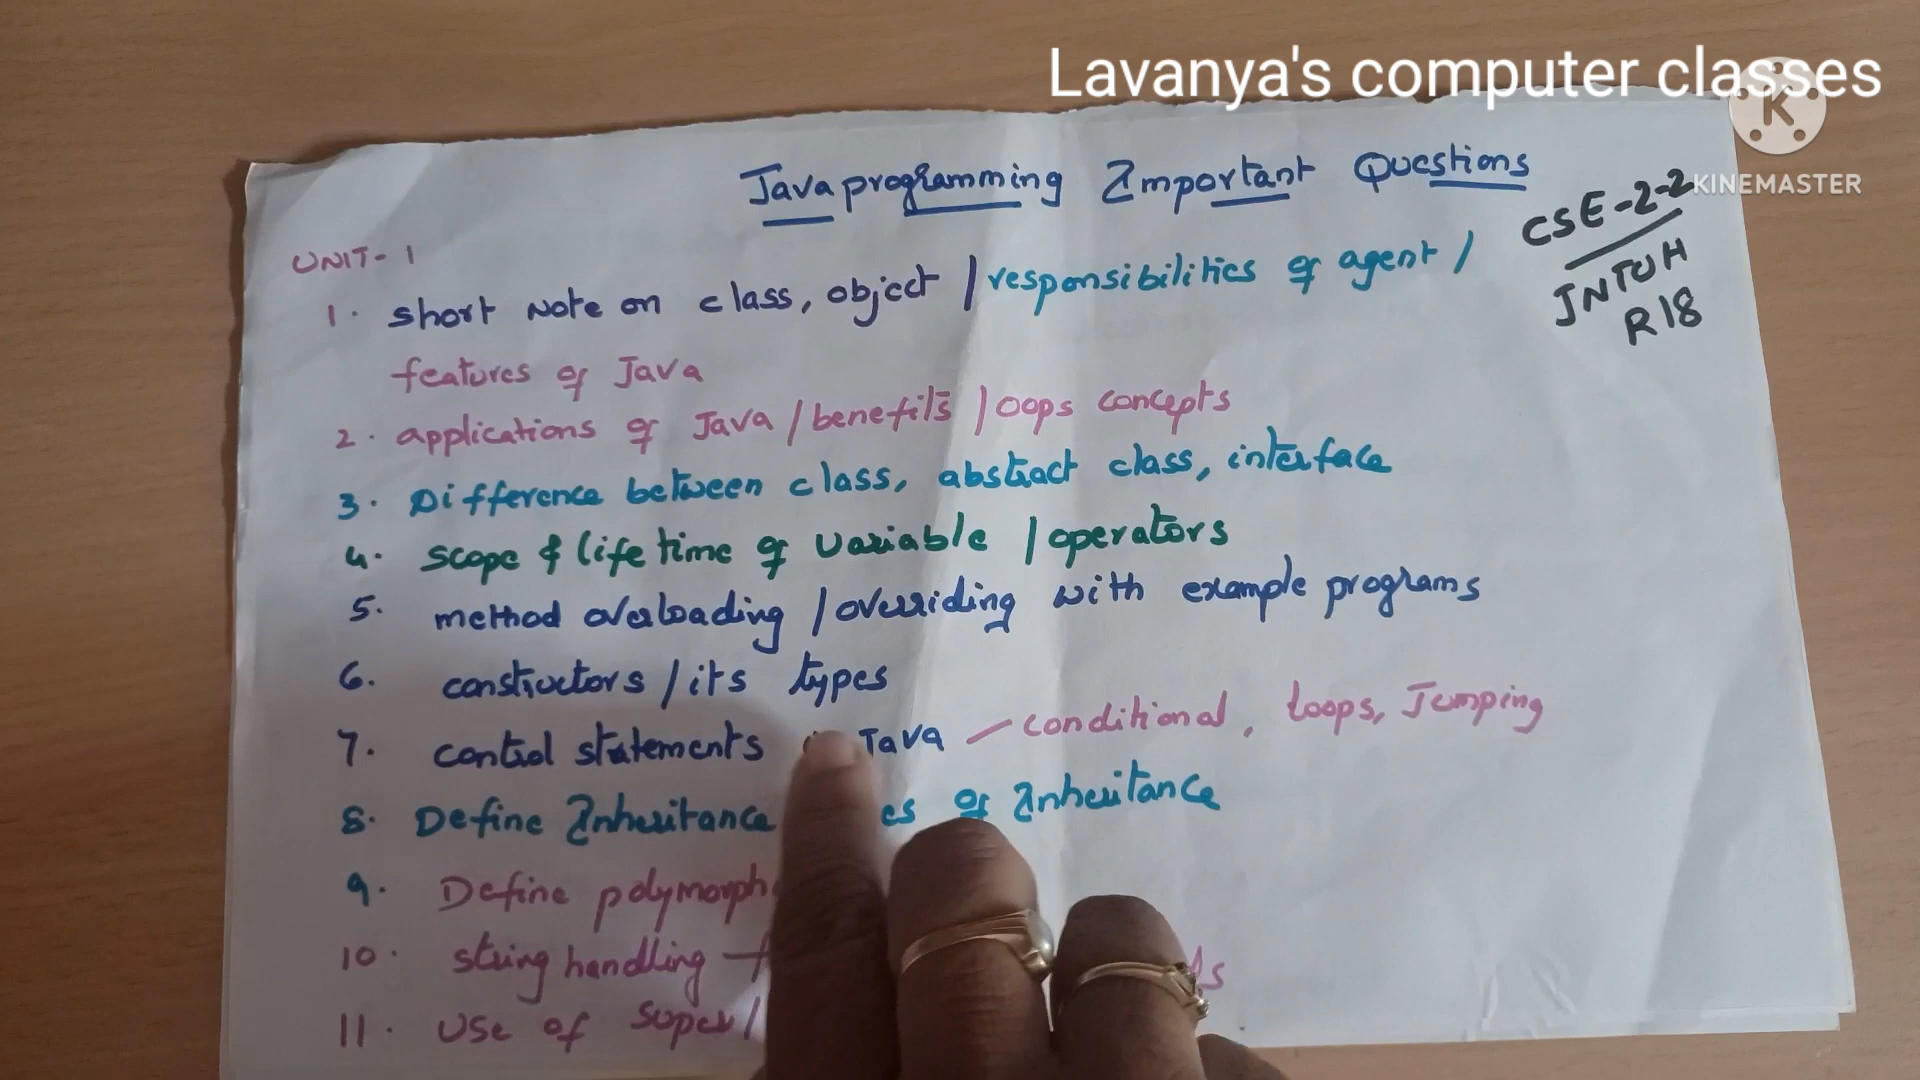 Lavanya's computer classes
KINEMASTER
Java programming Important Questions
CSE-2-2
JNTUH
R18
UNIT-1
1. short note on class, object / responsibilities of agent /
features of Java
2. applications of Java / benefits / oops concepts
3. Difference between class, abstract class, interface
4. scope & life time of variable / operators
5. method overloading / overriding with example programs
6. constructors / its types
7. control statements Java - conditional, loops, Jumping
8. Define Inheritance of Inheritance
9. Define
10. string handling
11. use of super /